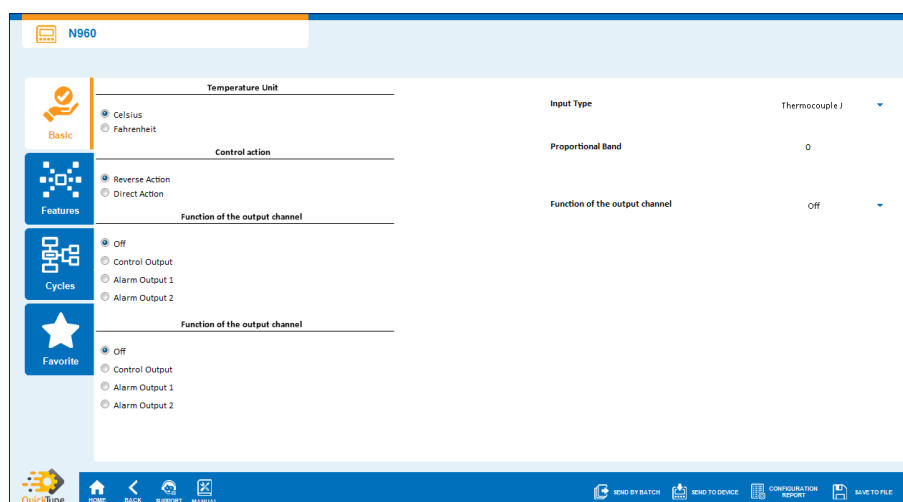 N960
Basic
Features
Cycles
Favorite
Temperature Unit
Celsius
Fahrenheit
Control action
Reverse Action
Direct Action
Function of the output channel
Off
Control Output
Alarm Output 1
Alarm Output 2
Function of the output channel
Off
Control Output
Alarm Output 1
Alarm Output 2
Input Type
Thermocouple J
Proportional Band
0
Function of the output channel
Off
QuickTune
HOME
BACK
SUPPORT
MANUAL
SEND BY BATCH
SEND TO DEVICE
CONFIGURATION
REPORT
SAVE TO FILE